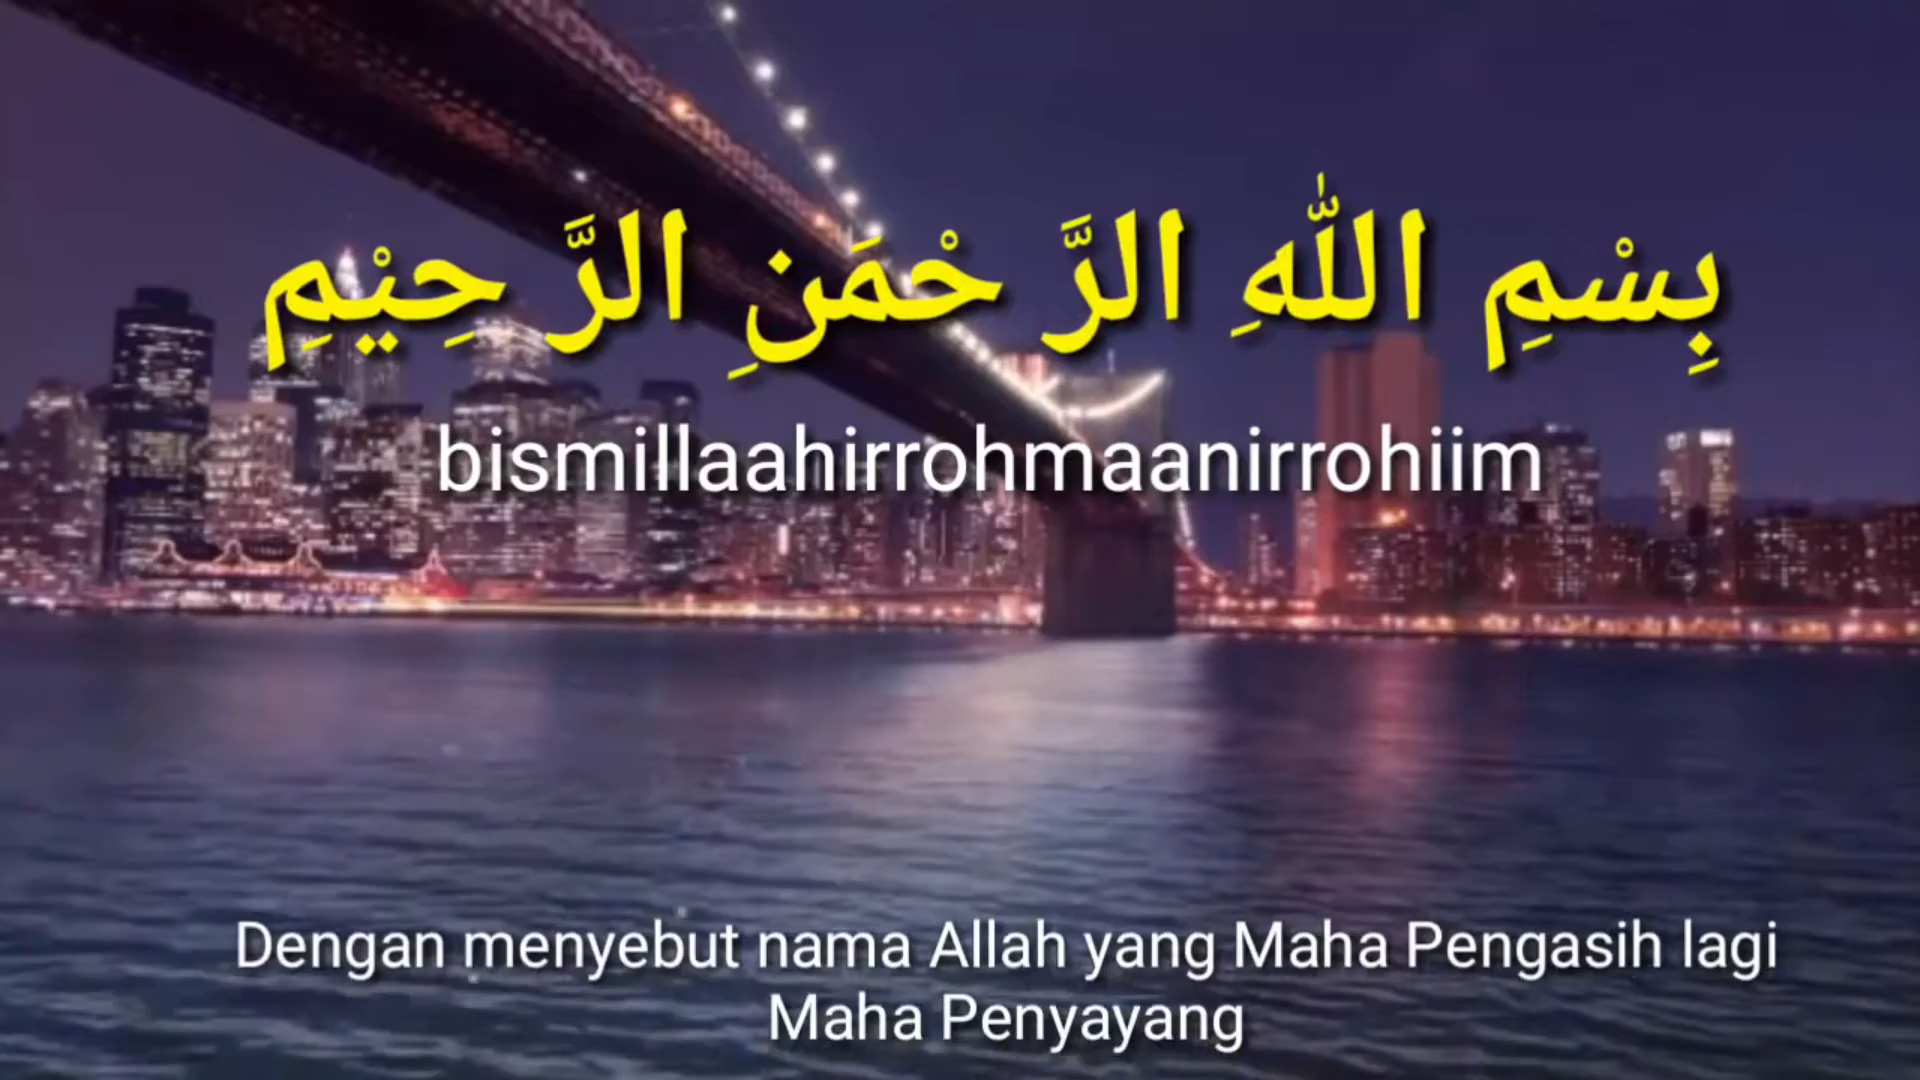 بِسْمِ اللّٰهِ الرَّحْمَنِ الرَّحِيْمِ
bismillaahirrohmaanirrohiim
Dengan menyebut nama Allah yang Maha Pengasih lagi
Maha Penyayang